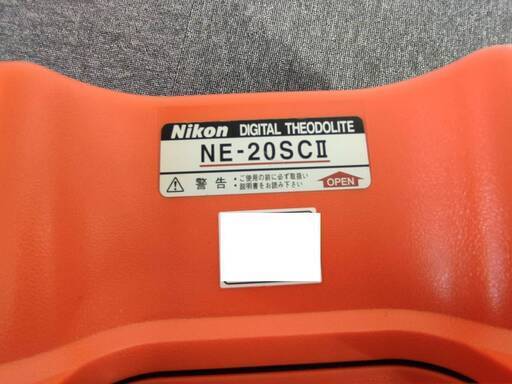 Nikon DIGITAL THEODOLITE
NE-20SCⅡ
警告 ・ご使用の前に必ず取扱い
・説明書をお読み下さい
OPEN